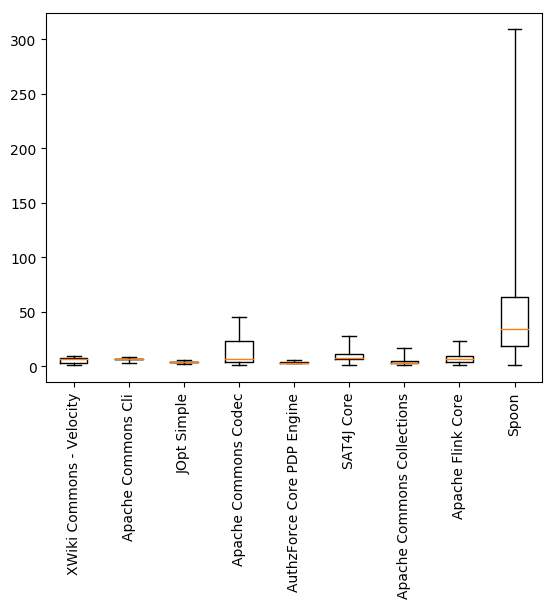 300
250
200
150
100
50
0
XWiki Commons - Velocity
Apache Commons Cli
JOpt Simple
Apache Commons Codec
AuthzForce Core PDP Engine
SAT4J Core
Apache Commons Collections
Apache Flink Core
Spoon